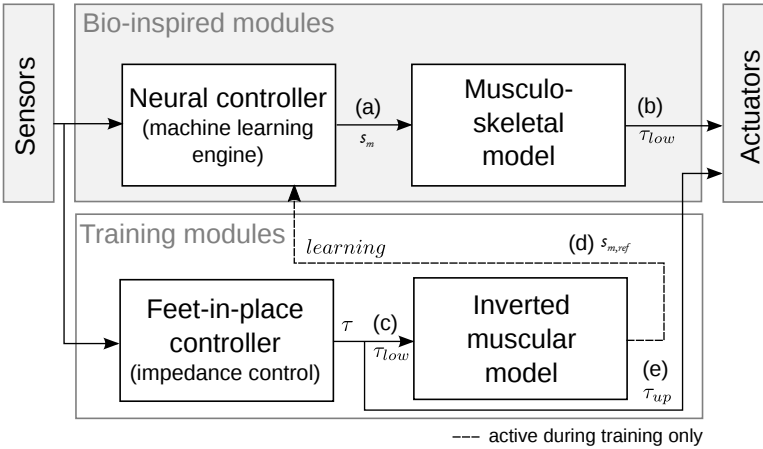 Bio-inspired modules
Sensors
Neural controller
(machine learning
engine)
(a)
s_m
Musculo-
skeletal
model
(b)
τ_low
Actuators
Training modules
learning
(d) s_m,ref
Feet-in-place
controller
(impedance control)
τ (c)
τ_low
Inverted
muscular
model
(e)
τ_up
--- active during training only